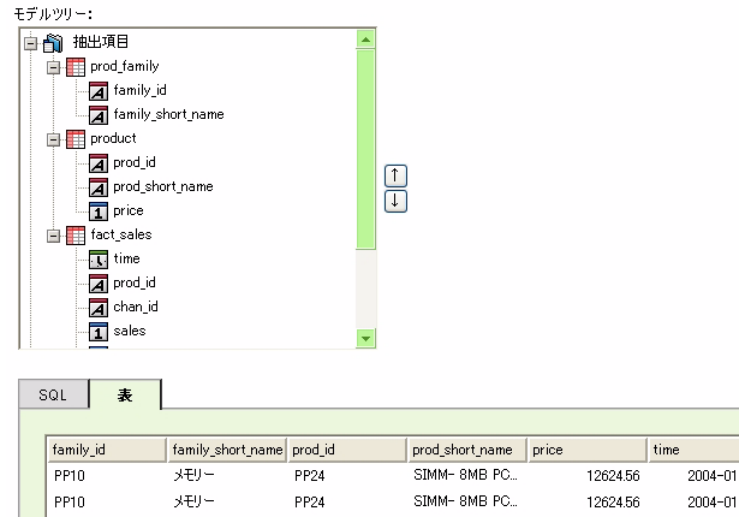 モデルツリー:
抽出項目
prod_family
family_id
family_short_name
product
prod_id
prod_short_name
price
fact_sales
time
prod_id
chan_id
sales
↑
↓
SQL 表
family_id family_short_name prod_id prod_short_name price time
PP10 メモリー PP24 SIMM- 8MB PC... 12624.56 2004-01
PP10 メモリー PP24 SIMM- 8MB PC... 12624.56 2004-01